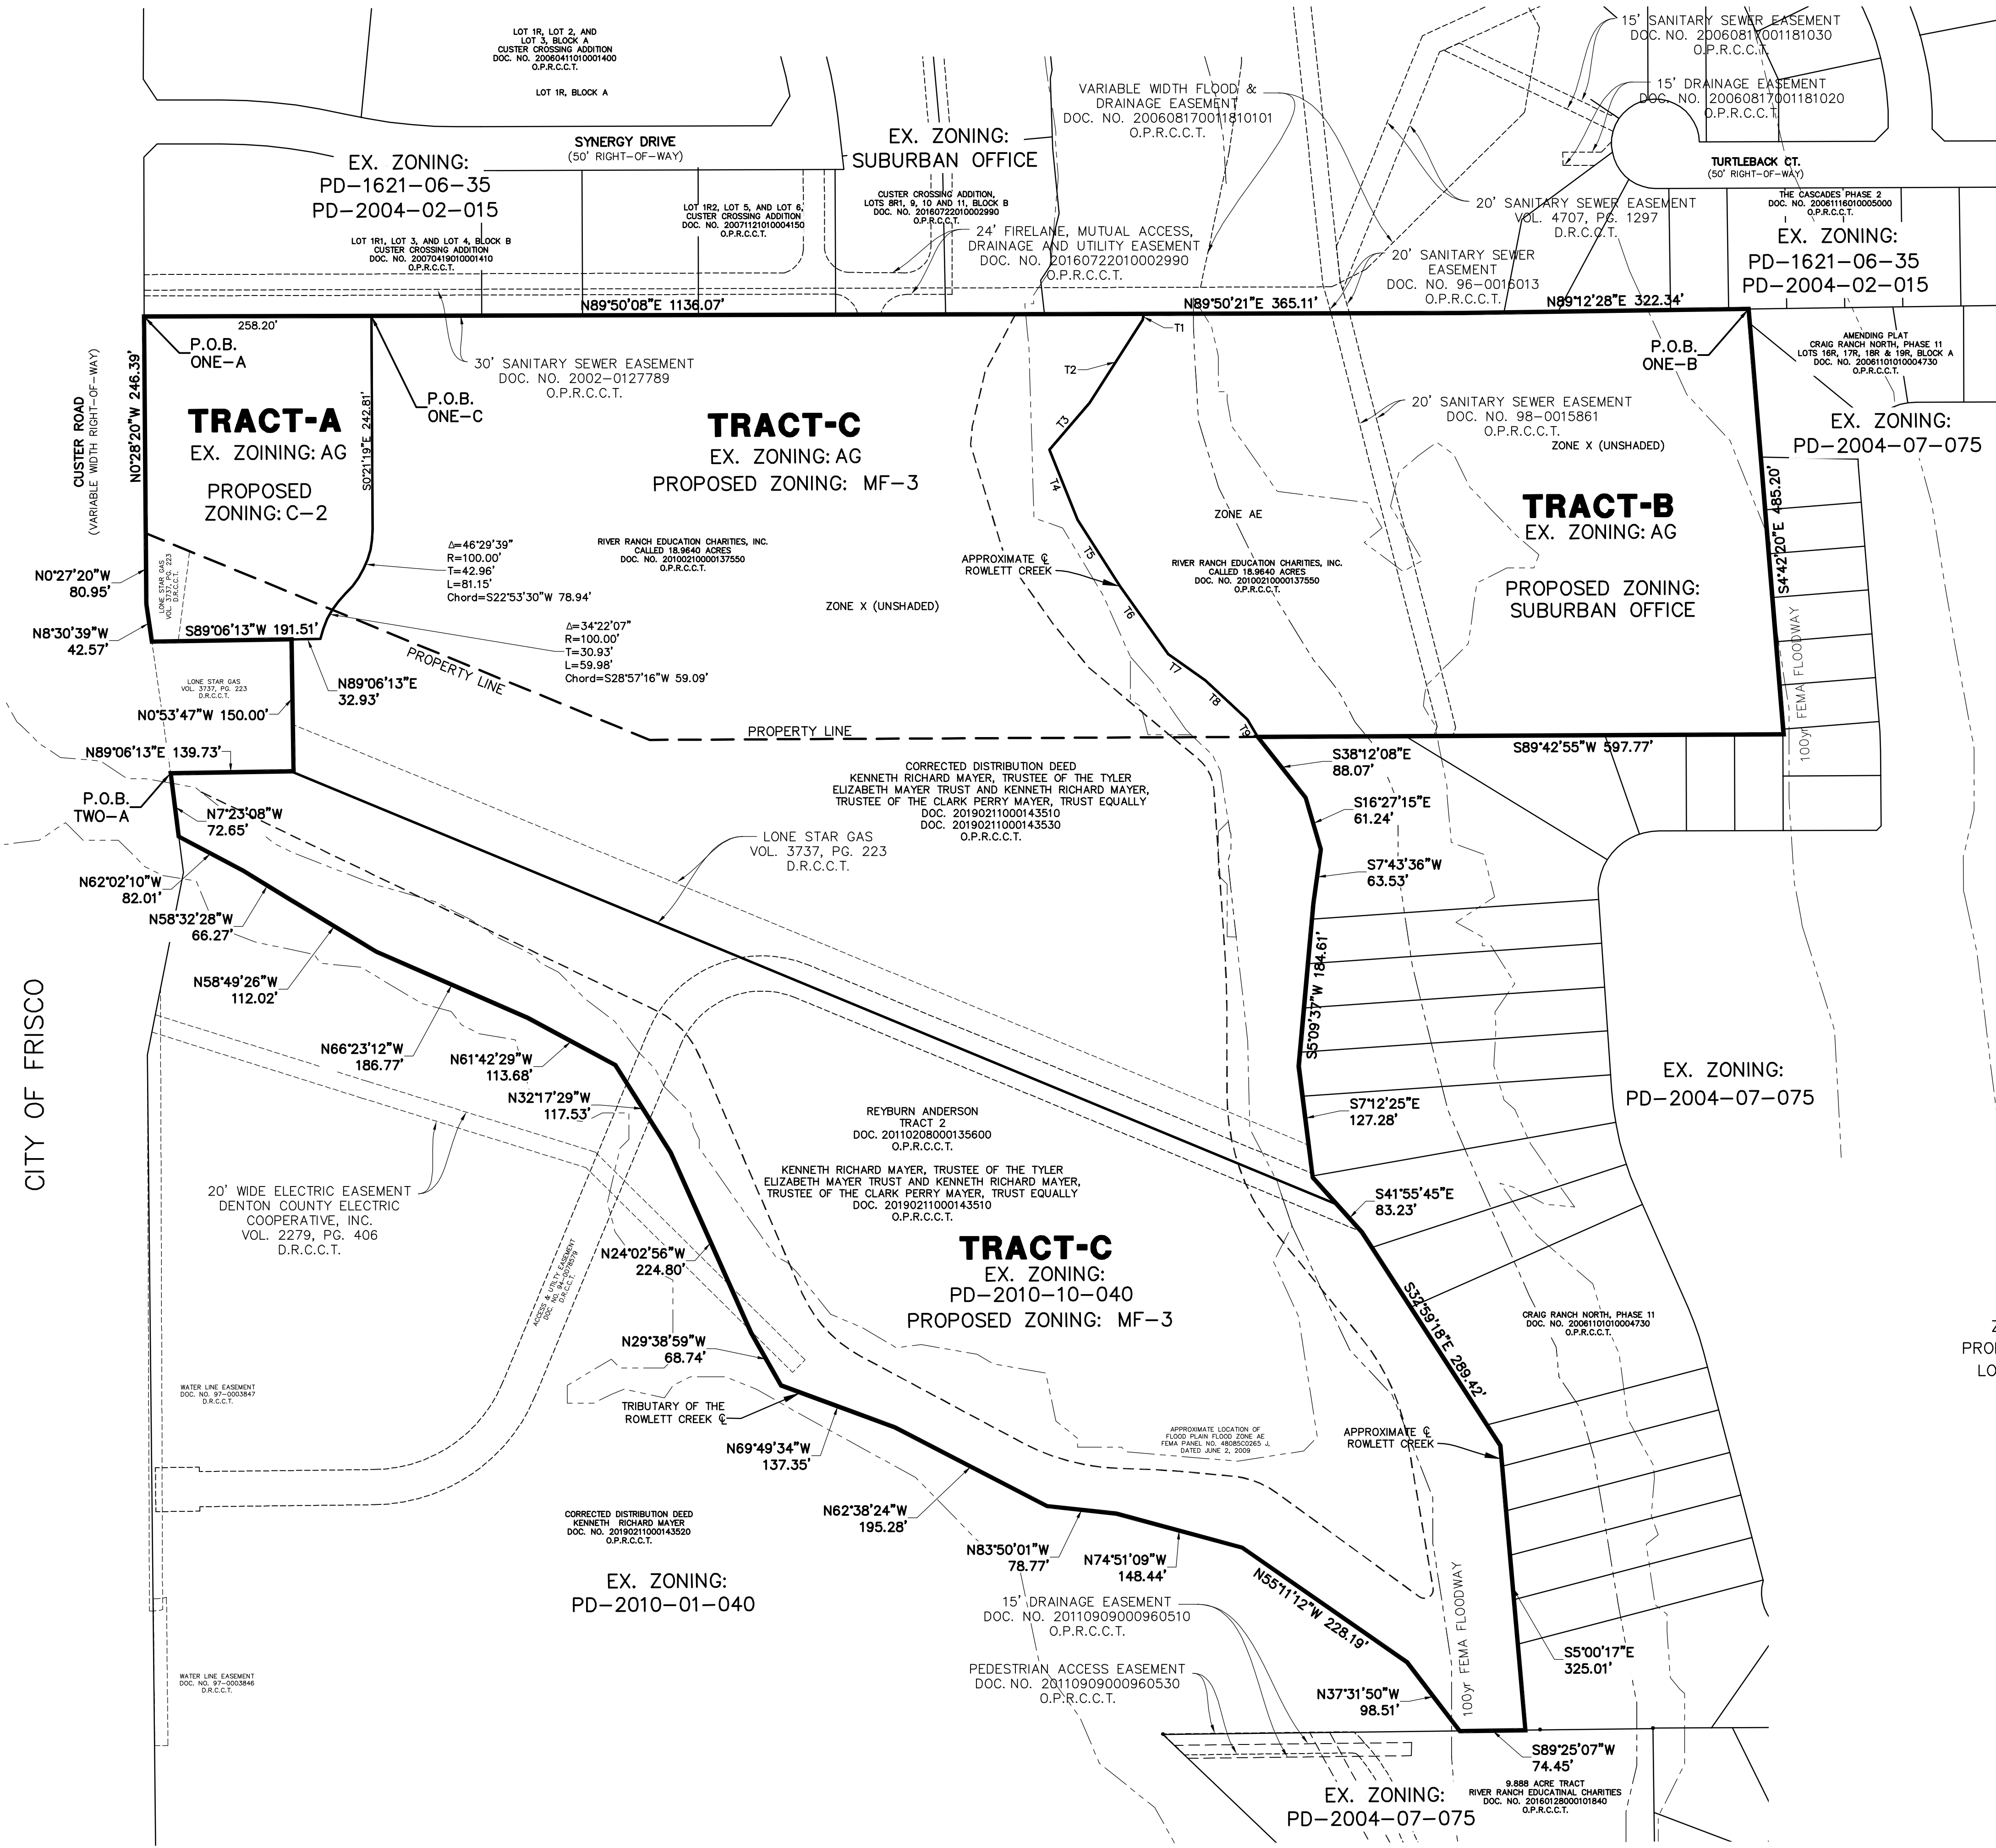 LOT 1R, LOT 2, AND
LOT 3, BLOCK A
CUSTER CROSSING ADDITION
DOC. NO. 20060411010001400
O.P.R.C.C.T.
LOT 1R, BLOCK A
SYNERGY DRIVE
(50' RIGHT-OF-WAY)
EX. ZONING:
PD-1621-06-35
PD-2004-02-015
LOT 1R1, LOT 3, AND LOT 4, BLOCK B
CUSTER CROSSING ADDITION
DOC. NO. 20070419010001410
O.P.R.C.C.T.
LOT 1R2, LOT 5, AND LOT 6,
CUSTER CROSSING ADDITION
DOC. NO. 20071121010004150
O.P.R.C.C.T.
EX. ZONING:
SUBURBAN OFFICE
CUSTER CROSSING ADDITION,
LOTS 8R1, 9, 10 AND 11, BLOCK B
DOC. NO. 20160722010002990
O.P.R.C.C.T.
24' FIRELANE, MUTUAL ACCESS,
DRAINAGE AND UTILITY EASEMENT
DOC. NO. 20160722010002990
O.P.R.C.C.T.
VARIABLE WIDTH FLOOD &
DRAINAGE EASEMENT
DOC. NO. 200608170011810101
O.P.R.C.C.T.
15' SANITARY SEWER EASEMENT
DOC. NO. 20060817001181030
O.P.R.C.C.T.
15' DRAINAGE EASEMENT
DOC. NO. 20060817001181020
O.P.R.C.C.T.
TURTLEBACK CT.
(50' RIGHT-OF-WAY)
20' SANITARY SEWER EASEMENT
VOL. 4707, PG. 1297
D.R.C.C.T.
20' SANITARY SEWER
EASEMENT
DOC. NO. 96-0016013
O.P.R.C.C.T.
THE CASCADES PHASE 2
DOC. NO. 20061116010005000
O.P.R.C.C.T.
EX. ZONING:
PD-1621-06-35
PD-2004-02-015
N89°50'08"E 1136.07'
N89°50'21"E 365.11'
N89°12'28"E 322.34'
258.20'
P.O.B.
ONE-A
P.O.B.
ONE-C
P.O.B.
ONE-B
30' SANITARY SEWER EASEMENT
DOC. NO. 2002-0127789
O.P.R.C.C.T.
AMENDING PLAT
CRAIG RANCH NORTH, PHASE 11
LOTS 16R, 17R, 18R & 19R, BLOCK A
DOC. NO. 20061101010004730
O.P.R.C.C.T.
EX. ZONING:
PD-2004-07-075
CUSTER ROAD
(VARIABLE WIDTH RIGHT-OF-WAY)
N0°28'20"W 246.39'
TRACT-A
EX. ZOINING: AG
PROPOSED
ZONING: C-2
S0°21'19"E 242.81'
TRACT-C
EX. ZONING: AG
PROPOSED ZONING: MF-3
T1
T2
T3
T4
T5
T6
T7
T8
T9
20' SANITARY SEWER EASEMENT
DOC. NO. 98-0015861
O.P.R.C.C.T.
ZONE X (UNSHADED)
ZONE AE
TRACT-B
EX. ZONING: AG
PROPOSED ZONING:
SUBURBAN OFFICE
S4°42'20"E 485.20'
100yr FEMA FLOODWAY
Δ=46°29'39"
R=100.00'
T=42.96'
L=81.15'
Chord=S22°53'30"W 78.94'
RIVER RANCH EDUCATION CHARITIES, INC.
CALLED 18.9640 ACRES
DOC. NO. 20100210000137550
O.P.R.C.C.T.
ZONE X (UNSHADED)
APPROXIMATE ℄
ROWLETT CREEK
RIVER RANCH EDUCATION CHARITIES, INC.
CALLED 18.9640 ACRES
DOC. NO. 20100210000137550
O.P.R.C.C.T.
N0°27'20"W
80.95'
N8°30'39"W
42.57'
LONE STAR GAS
VOL. 3737, PG. 223
D.R.C.C.T.
S89°06'13"W 191.51'
Δ=34°22'07"
R=100.00'
T=30.93'
L=59.98'
Chord=S28°57'16"W 59.09'
PROPERTY LINE
PROPERTY LINE
N89°06'13"E
32.93'
LONE STAR GAS
VOL. 3737, PG. 223
D.R.C.C.T.
N0°53'47"W 150.00'
N89°06'13"E 139.73'
P.O.B.
TWO-A
N7°23'08"W
72.65'
S89°42'55"W 597.77'
S38°12'08"E
88.07'
S16°27'15"E
61.24'
S7°43'36"W
63.53'
S5°09'37"W 184.61'
S7°12'25"E
127.28'
S41°55'45"E
83.23'
S32°59'18"E 289.42'
CORRECTED DISTRIBUTION DEED
KENNETH RICHARD MAYER, TRUSTEE OF THE TYLER
ELIZABETH MAYER TRUST AND KENNETH RICHARD MAYER,
TRUSTEE OF THE CLARK PERRY MAYER, TRUST EQUALLY
DOC. 20190211000143510
DOC. 20190211000143530
O.P.R.C.C.T.
LONE STAR GAS
VOL. 3737, PG. 223
D.R.C.C.T.
N62°02'10"W
82.01'
N58°32'28"W
66.27'
N58°49'26"W
112.02'
N66°23'12"W
186.77'
N61°42'29"W
113.68'
N32°17'29"W
117.53'
CITY OF FRISCO
EX. ZONING:
PD-2004-07-075
REYBURN ANDERSON
TRACT 2
DOC. 20110208000135600
O.P.R.C.C.T.
KENNETH RICHARD MAYER, TRUSTEE OF THE TYLER
ELIZABETH MAYER TRUST AND KENNETH RICHARD MAYER,
TRUSTEE OF THE CLARK PERRY MAYER, TRUST EQUALLY
DOC. 20190211000143510
O.P.R.C.C.T.
20' WIDE ELECTRIC EASEMENT
DENTON COUNTY ELECTRIC
COOPERATIVE, INC.
VOL. 2279, PG. 406
D.R.C.C.T.
ACCESS & UTILTY EASEMENT
DOC. NO. 94-0078579
D.R.C.C.T.
TRACT-C
EX. ZONING:
PD-2010-10-040
PROPOSED ZONING: MF-3
N24°02'56"W
224.80'
N29°38'59"W
68.74'
CRAIG RANCH NORTH, PHASE 11
DOC. NO. 20061101010004730
O.P.R.C.C.T.
PRO
LO
WATER LINE EASEMENT
DOC. NO. 97-0003847
D.R.C.C.T.
TRIBUTARY OF THE
ROWLETT CREEK ℄
N69°49'34"W
137.35'
APPROXIMATE LOCATION OF
FLOOD PLAIN FLOOD ZONE AE
FEMA PANEL NO. 48085C0265 J,
DATED JUNE 2, 2009
APPROXIMATE ℄
ROWLETT CREEK
CORRECTED DISTRIBUTION DEED
KENNETH RICHARD MAYER
DOC. NO. 20190211000143520
O.P.R.C.C.T.
N62°38'24"W
195.28'
N83°50'01"W
78.77'
N74°51'09"W
148.44'
N55°11'12"W 228.19'
EX. ZONING:
PD-2010-01-040
15' DRAINAGE EASEMENT
DOC. NO. 20110909000960510
O.P.R.C.C.T.
100yr FEMA FLOODWAY
S5°00'17"E
325.01'
WATER LINE EASEMENT
DOC. NO. 97-0003846
D.R.C.C.T.
PEDESTRIAN ACCESS EASEMENT
DOC. NO. 20110909000960530
O.P.R.C.C.T.
N37°31'50"W
98.51'
S89°25'07"W
74.45'
9.888 ACRE TRACT
RIVER RANCH EDUCATINAL CHARITIES
DOC. NO. 20160128000101840
O.P.R.C.C.T.
EX. ZONING:
PD-2004-07-075